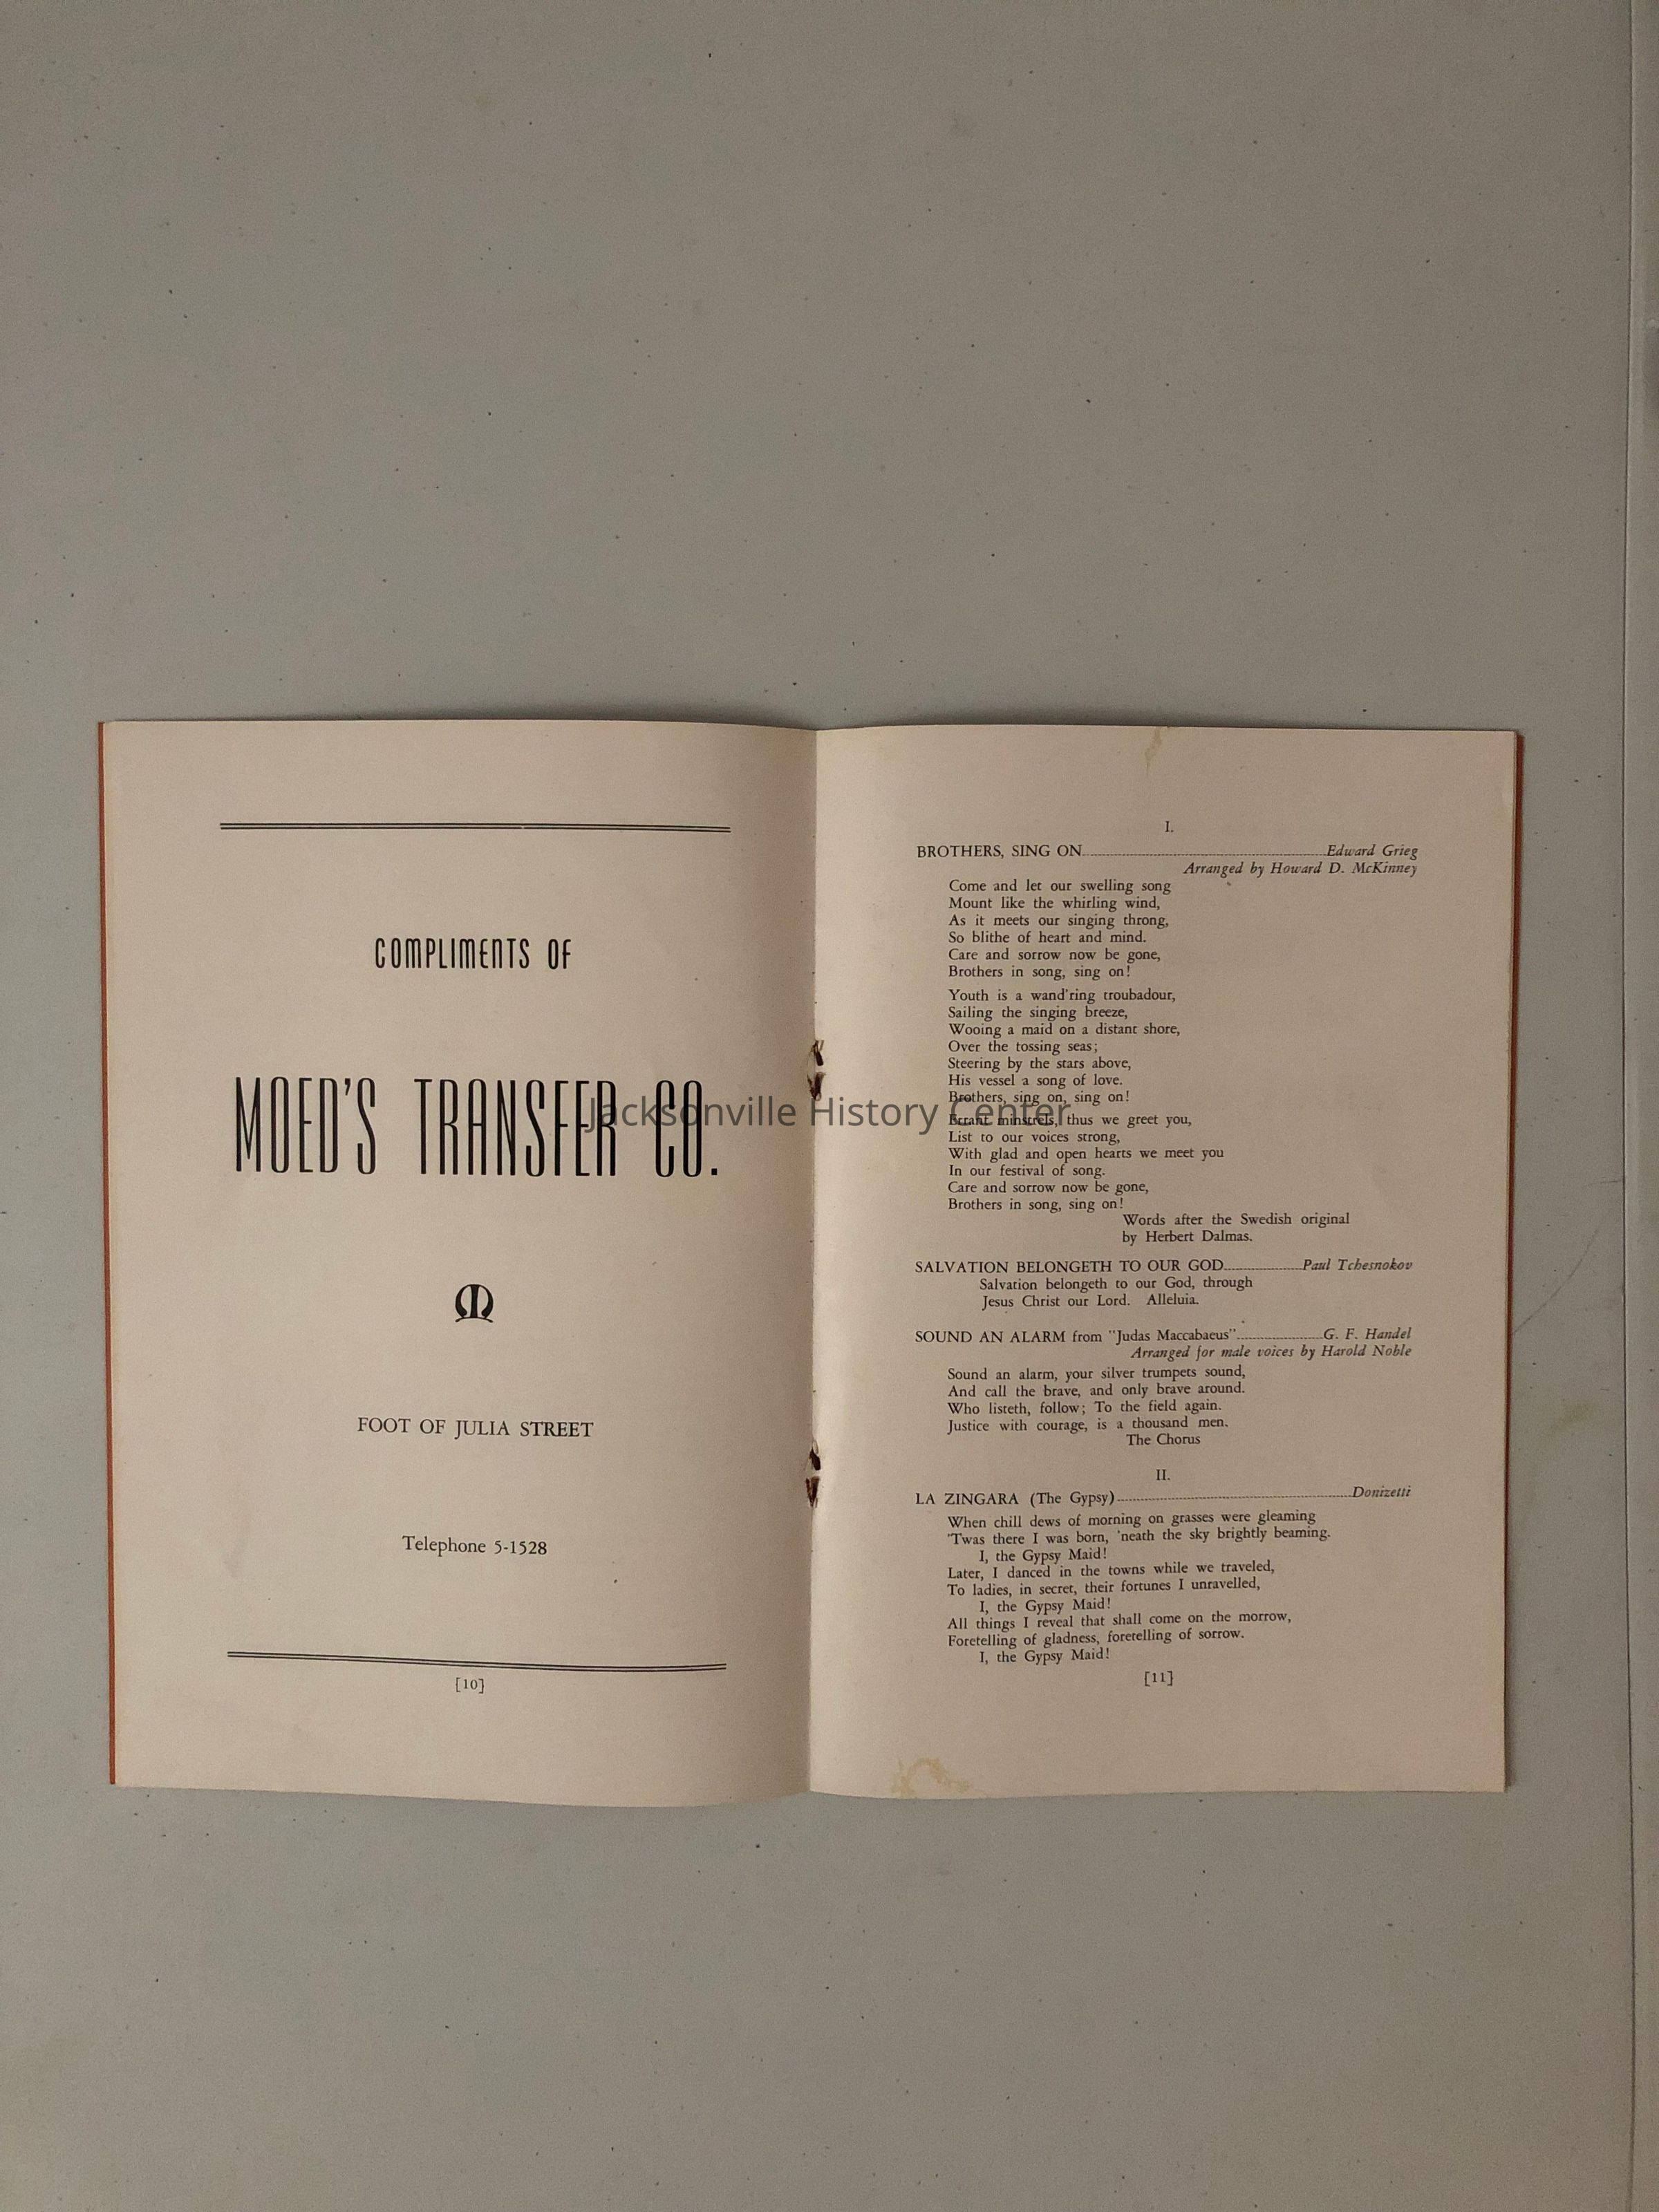 COMPLIMENTS OF
MOED'S TRANSFER CO.
M
FOOT OF JULIA STREET
Telephone 5-1528
[10]
I.
BROTHERS, SING ON Edward Grieg
Arranged by Howard D. McKinney
Come and let our swelling song
Mount like the whirling wind,
As it meets our singing throng,
So blithe of heart and mind.
Care and sorrow now be gone,
Brothers in song, sing on!
Youth is a wand'ring troubadour,
Sailing the singing breeze,
Wooing a maid on a distant shore,
Over the tossing seas;
Steering by the stars above,
His vessel a song of love.
Brothers, sing on, sing on!
Errant minstrels, thus we greet you,
List to our voices strong,
With glad and open hearts we meet you
In our festival of song.
Care and sorrow now be gone,
Brothers in song, sing on!
Words after the Swedish original
by Herbert Dalmas.
SALVATION BELONGETH TO OUR GOD Paul Tchesnokov
Salvation belongeth to our God, through
Jesus Christ our Lord. Alleluia.
SOUND AN ALARM from "Judas Maccabaeus" G. F. Handel
Arranged for male voices by Harold Noble
Sound an alarm, your silver trumpets sound,
And call the brave, and only brave around.
Who listeth, follow; To the field again.
Justice with courage, is a thousand men.
The Chorus
II.
LA ZINGARA (The Gypsy) Donizetti
When chill dews of morning on grasses were gleaming
'Twas there I was born, 'neath the sky brightly beaming.
I, the Gypsy Maid!
Later, I danced in the towns while we traveled,
To ladies, in secret, their fortunes I unravelled,
I, the Gypsy Maid!
All things I reveal that shall come on the morrow,
Foretelling of gladness, foretelling of sorrow.
I, the Gypsy Maid!
[11]
Jacksonville History Center